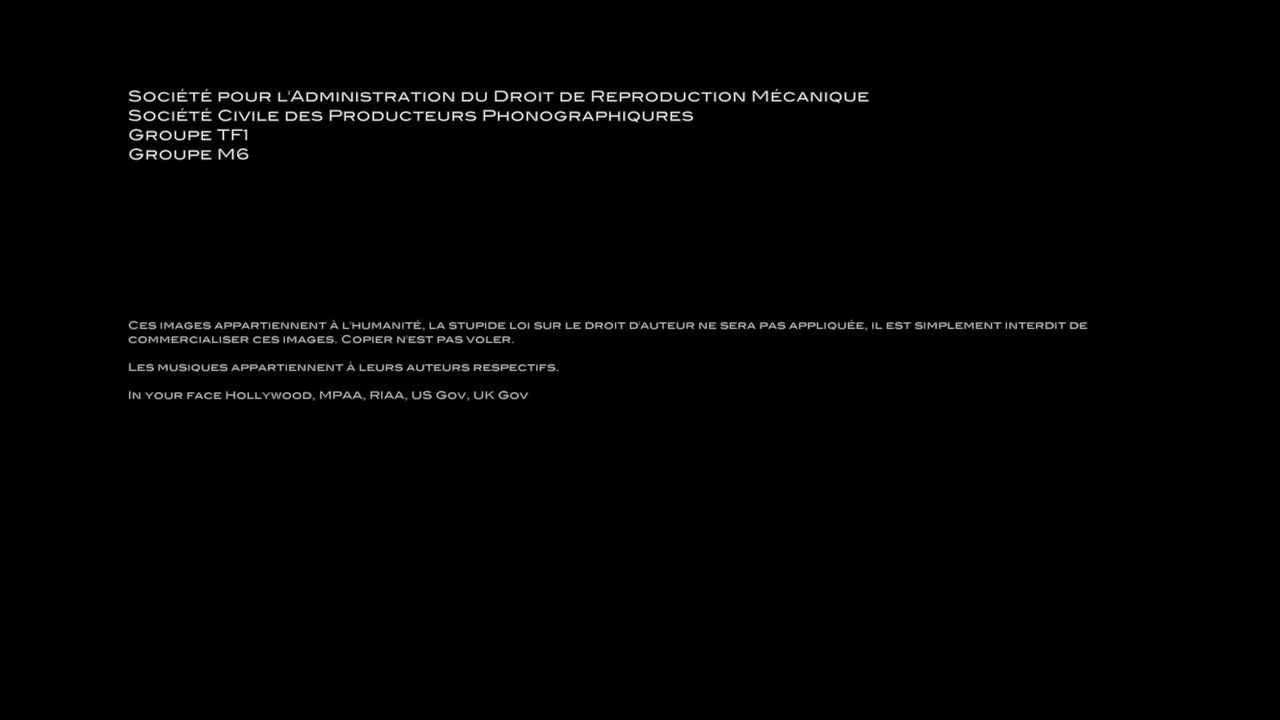 Société pour l'Administration du Droit de Reproduction Mécanique
Société Civile des Producteurs Phonographiqures
Groupe TF1
Groupe M6
Ces images appartiennent à l'humanité, la stupide loi sur le droit d'auteur ne sera pas appliquée, il est simplement interdit de
commercialiser ces images. Copier n'est pas voler.
Les musiques appartiennent à leurs auteurs respectifs.
In your face Hollywood, MPAA, RIAA, US Gov, UK Gov